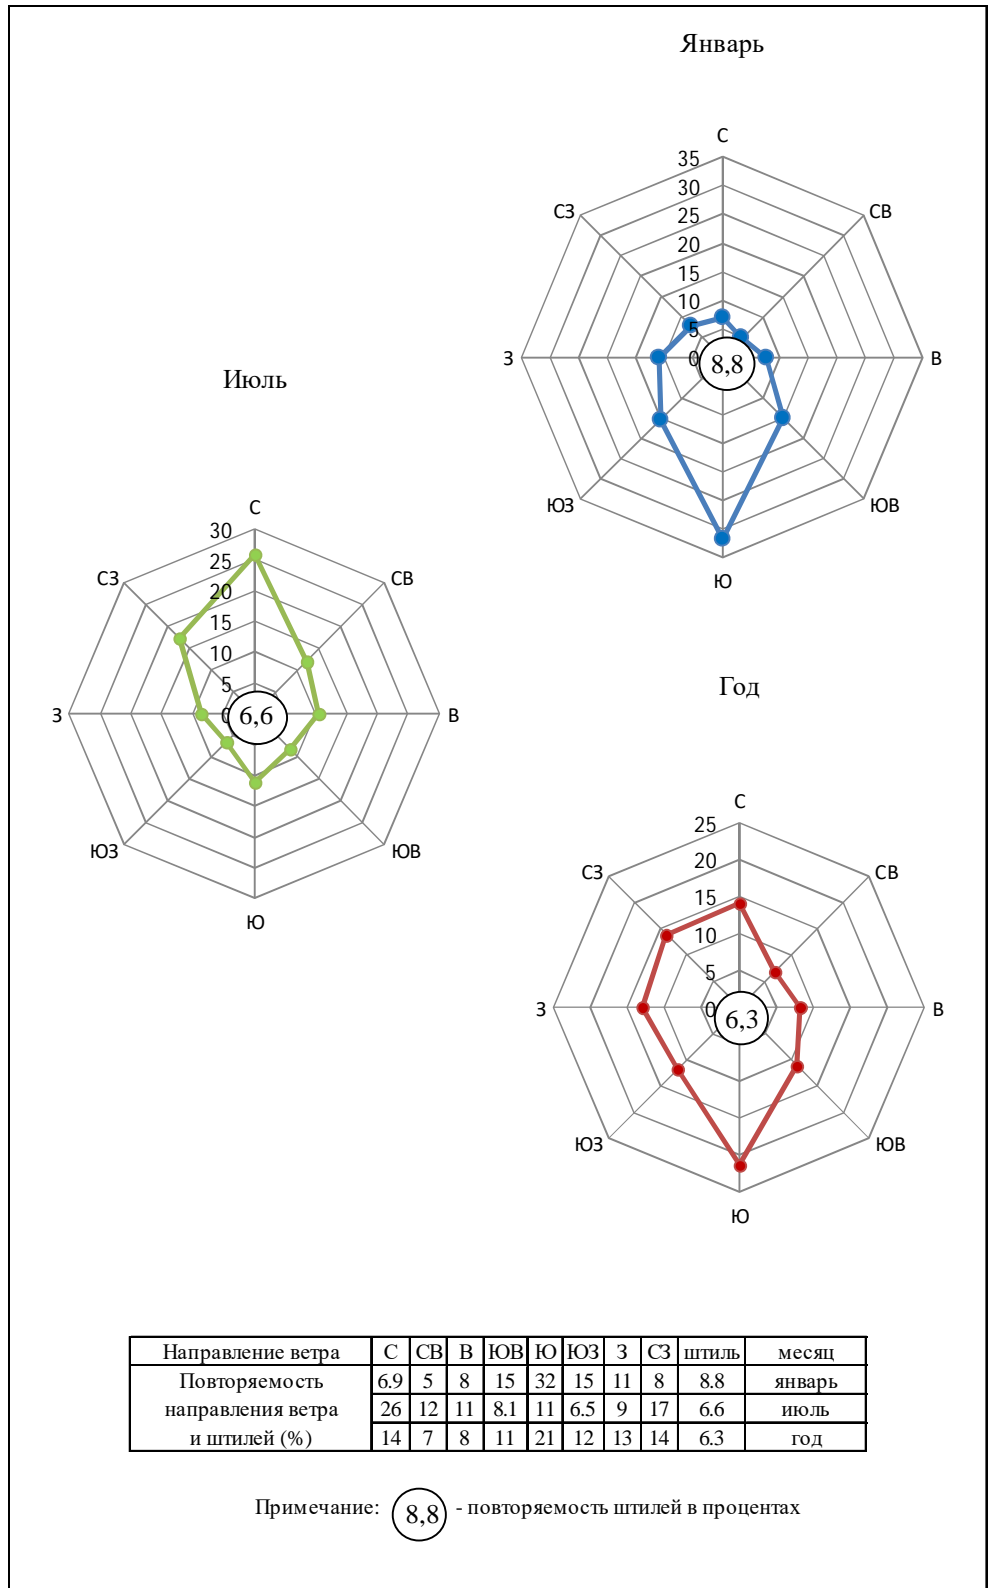 Январь
С
35
30
25
20
15
10
5
0
СВ
В
ЮВ
Ю
ЮЗ
З
СЗ
8,8
Июль
С
30
25
20
15
10
5
0
СВ
В
ЮВ
Ю
ЮЗ
З
СЗ
6,6
Год
С
25
20
15
10
5
0
СВ
В
ЮВ
Ю
ЮЗ
З
СЗ
6,3
Направление ветра С СВ В ЮВ Ю ЮЗ З СЗ штиль месяц
Повторяемость 6.9 5 8 15 32 15 11 8 8.8 январь
направления ветра 26 12 11 8.1 11 6.5 9 17 6.6 июль
и штилей (%) 14 7 8 11 21 12 13 14 6.3 год
Примечание: 8,8 - повторяемость штилей в процентах